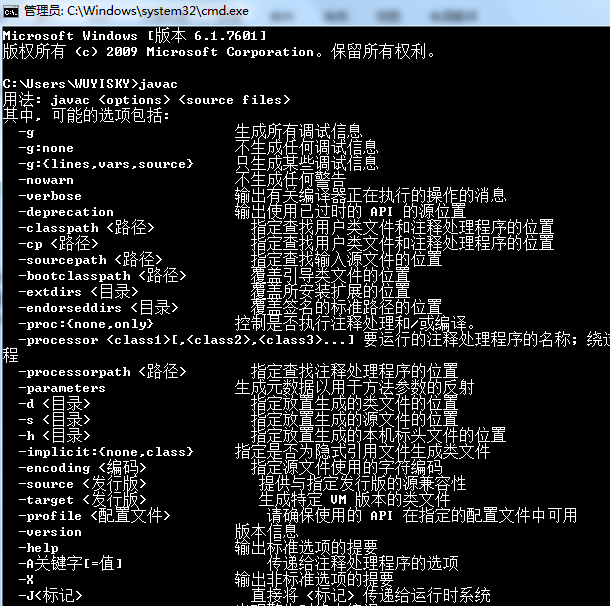 管理员: C:\Windows\system32\cmd.exe
Microsoft Windows [版本 6.1.7601]
版权所有 (c) 2009 Microsoft Corporation。保留所有权利。
C:\Users\WUYISKY>javac
用法: javac <options> <source files>
其中, 可能的选项包括:
-g 生成所有调试信息
-g:none 不生成任何调试信息
-g:{lines,vars,source} 只生成某些调试信息
-nowarn 不生成任何警告
-verbose 输出有关编译器正在执行的操作的消息
-deprecation 输出使用已过时的 API 的源位置
-classpath <路径> 指定查找用户类文件和注释处理程序的位置
-cp <路径> 指定查找用户类文件和注释处理程序的位置
-sourcepath <路径> 指定查找输入源文件的位置
-bootclasspath <路径> 覆盖引导类文件的位置
-extdirs <目录> 覆盖所安装扩展的位置
-endorseddirs <目录> 覆盖签名的标准路径的位置
-proc:{none,only} 控制是否执行注释处理和/或编译。
-processor <class1>[,<class2>,<class3>...] 要运行的注释处理程序的名称; 绕过
程
-processorpath <路径> 指定查找注释处理程序的位置
-parameters 生成元数据以用于方法参数的反射
-d <目录> 指定放置生成的类文件的位置
-s <目录> 指定放置生成的源文件的位置
-h <目录> 指定放置生成的本机标头文件的位置
-implicit:{none,class} 指定是否为隐式引用文件生成类文件
-encoding <编码> 指定源文件使用的字符编码
-source <发行版> 提供与指定发行版的源兼容性
-target <发行版> 生成特定 VM 版本的类文件
-profile <配置文件> 请确保使用的 API 在指定的配置文件中可用
-version 版本信息
-help 输出标准选项的提要
-A关键字[=值] 传递给注释处理程序的选项
-X 输出非标准选项的提要
-J<标记> 直接将 <标记> 传递给运行时系统